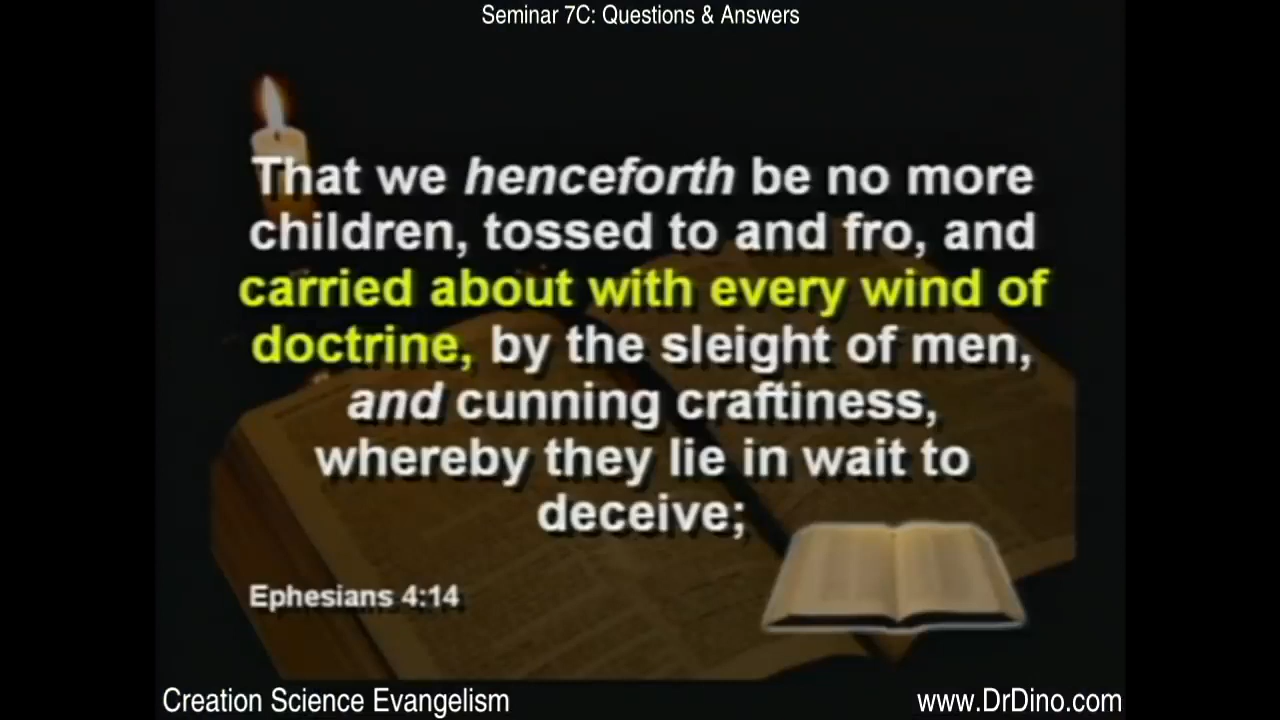 Seminar 7C: Questions & Answers
That we henceforth be no more
children, tossed to and fro, and
carried about with every wind of
doctrine, by the sleight of men,
and cunning craftiness,
whereby they lie in wait to
deceive;
Ephesians 4:14
Creation Science Evangelism
www.DrDino.com